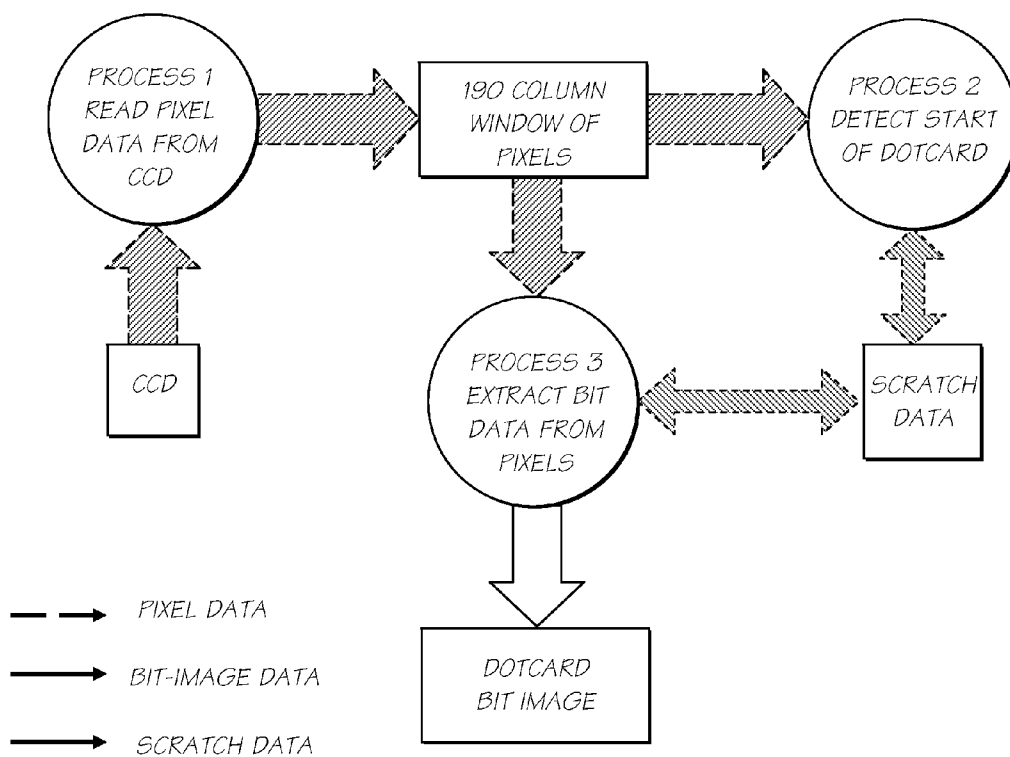 PROCESS 1
READ PIXEL
DATA FROM
CCD
190 COLUMN
WINDOW OF
PIXELS
PROCESS 2
DETECT START
OF DOTCARD
CCD
PROCESS 3
EXTRACT BIT
DATA FROM
PIXELS
SCRATCH
DATA
DOTCARD
BIT IMAGE
PIXEL DATA
BIT-IMAGE DATA
SCRATCH DATA